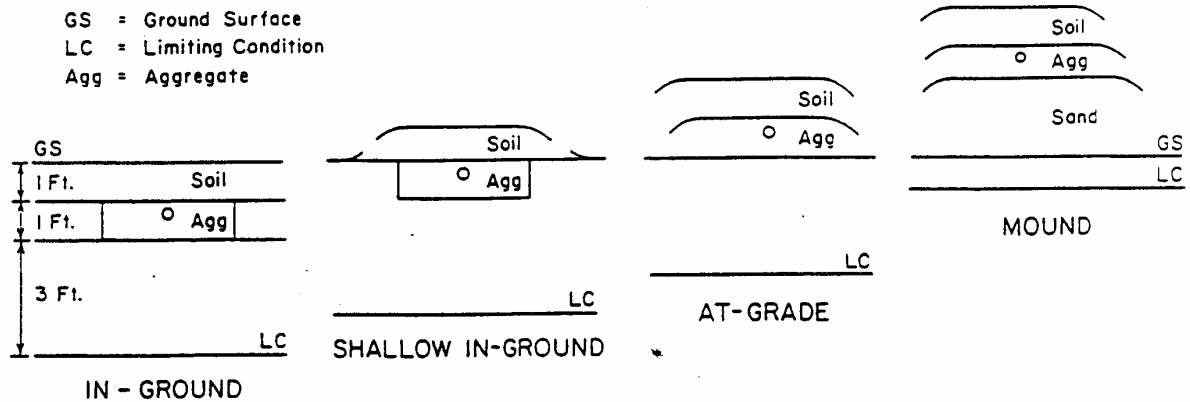 GS = Ground Surface
LC = Limiting Condition
Agg = Aggregate
GS
1 Ft.
Soil
1 Ft.
Agg
3 Ft.
LC
IN - GROUND
Soil
Agg
LC
SHALLOW IN-GROUND
Soil
Agg
LC
AT-GRADE
Soil
Agg
Sand
GS
LC
MOUND